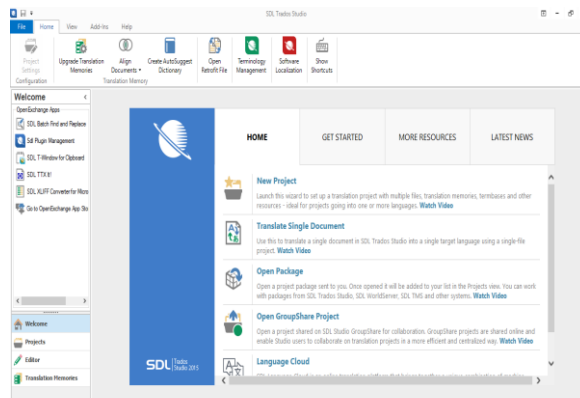 SDL Trados Studio
File Home View Add-Ins Help
Project Settings
Upgrade Translation Memories
Align Documents
Create AutoSuggest Dictionary
Open Retrofit File
Terminology Management
Software Localization
Show Shortcuts
Configuration
Translation Memory
Welcome
OpenExchange Apps
SDL Batch Find and Replace
Sdl Plugin Management
SDL T-Window for Clipboard
SDL TTX It!
SDL XLIFF Converter for Micro
Go to OpenExchange App Sto
Welcome
Projects
Editor
Translation Memories
SDL Trados Studio 2015
HOME GET STARTED MORE RESOURCES LATEST NEWS
New Project
Launch this wizard to set up a translation project with multiple files, translation memories, termbases and other
resources - ideal for projects going into one or more languages. Watch Video
Translate Single Document
Use this to translate a single document in SDL Trados Studio into a single target language using a single-file
project. Watch Video
Open Package
Open a project package sent to you. Once opened it will be added to your list in the Projects view. You can work
with packages from SDL Trados Studio, SDL WorldServer, SDL TMS and other systems. Watch Video
Open GroupShare Project
Open a project shared on SDL Studio GroupShare for collaboration. GroupShare projects are shared online and
enable Studio users to collaborate on translation projects in a more efficient and centralized way. Watch Video
Language Cloud